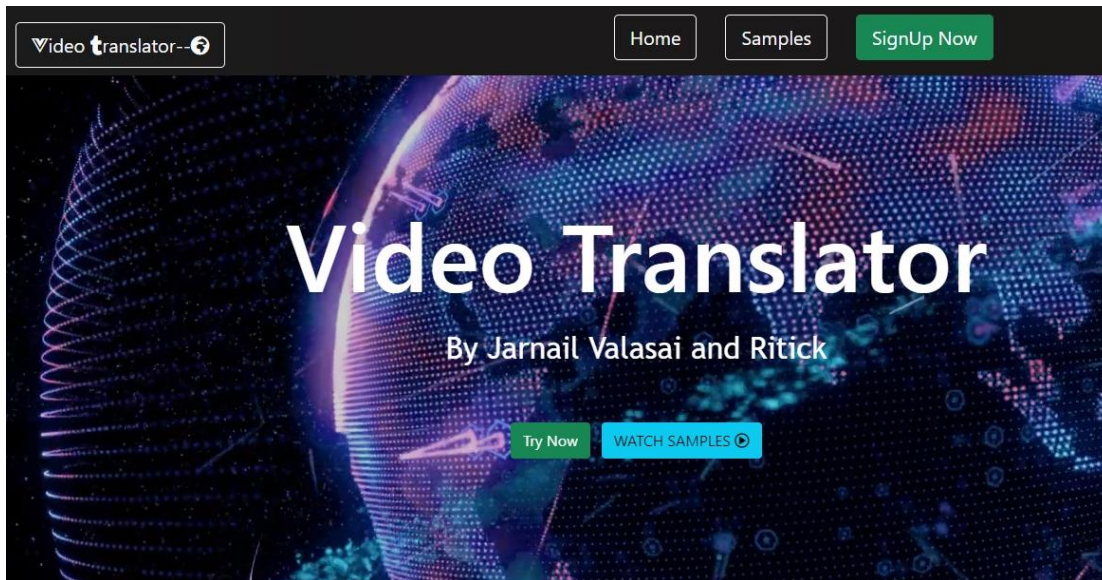 Video translator--
Home
Samples
SignUp Now
Video Translator
By Jarnail Valasai and Ritick
Try Now
WATCH SAMPLES